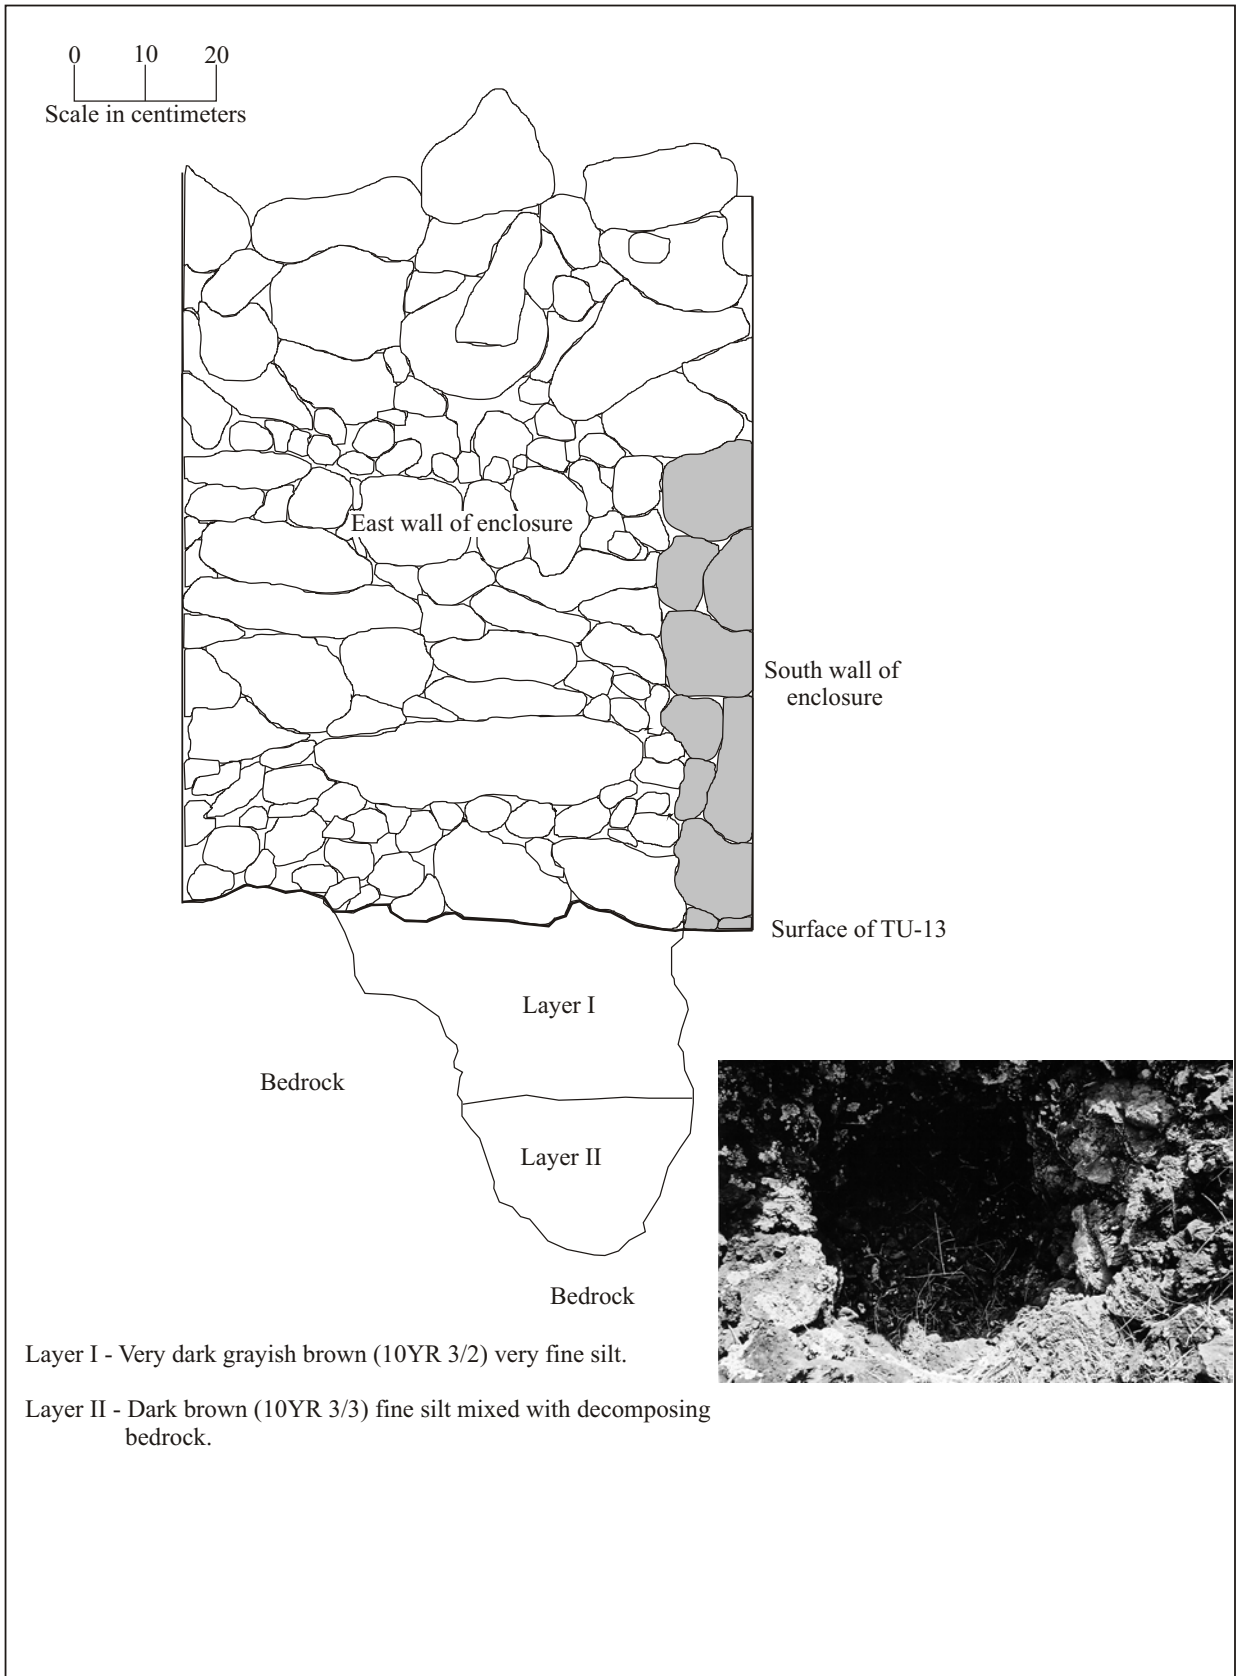 0 10 20
Scale in centimeters
East wall of enclosure
South wall of
enclosure
Surface of TU-13
Layer I
Bedrock
Layer II
Bedrock
Layer I - Very dark grayish brown (10YR 3/2) very fine silt.
Layer II - Dark brown (10YR 3/3) fine silt mixed with decomposing
bedrock.